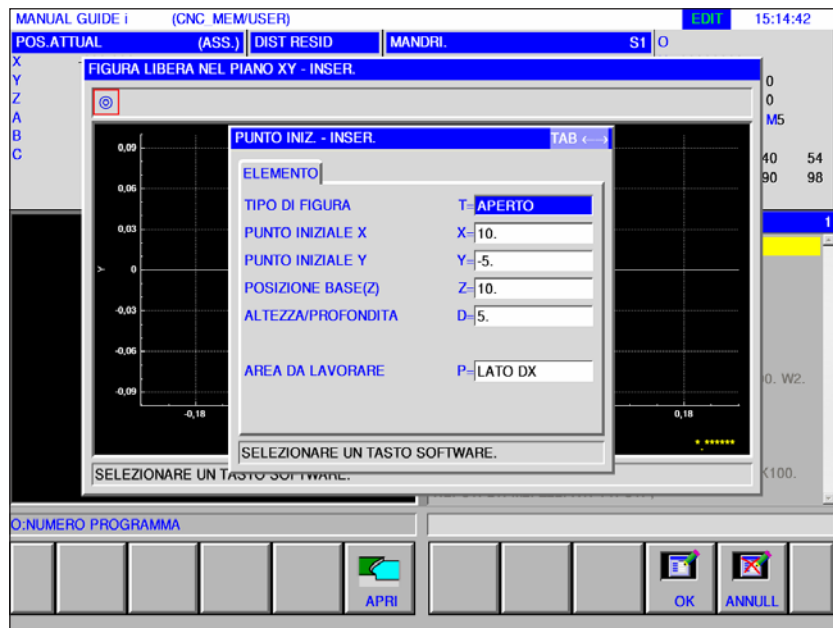 MANUAL GUIDE i (CNC_MEM/USER) EDIT 15:14:42
POS.ATTUAL (ASS.) DIST RESID MANDRI. S1 O
X
Y 0
Z 0
A M5
B
C 40 54
90 98
FIGURA LIBERA NEL PIANO XY - INSER.
PUNTO INIZ. - INSER. TAB ←→
ELEMENTO
TIPO DI FIGURA T= APERTO
PUNTO INIZIALE X X= 10.
PUNTO INIZIALE Y Y= -5.
POSIZIONE BASE(Z) Z= 10.
ALTEZZA/PROFONDITA D= 5.
AREA DA LAVORARE P= LATO DX
SELEZIONARE UN TASTO SOFTWARE.
0,09
0,06
0,03
Y 0
-0,03
-0,06
-0,09
-0,18 0,18
*.******
1
00. W2.
X100.
SELEZIONARE UN TASTO SOFTWARE.
O:NUMERO PROGRAMMA
APRI OK ANNULL